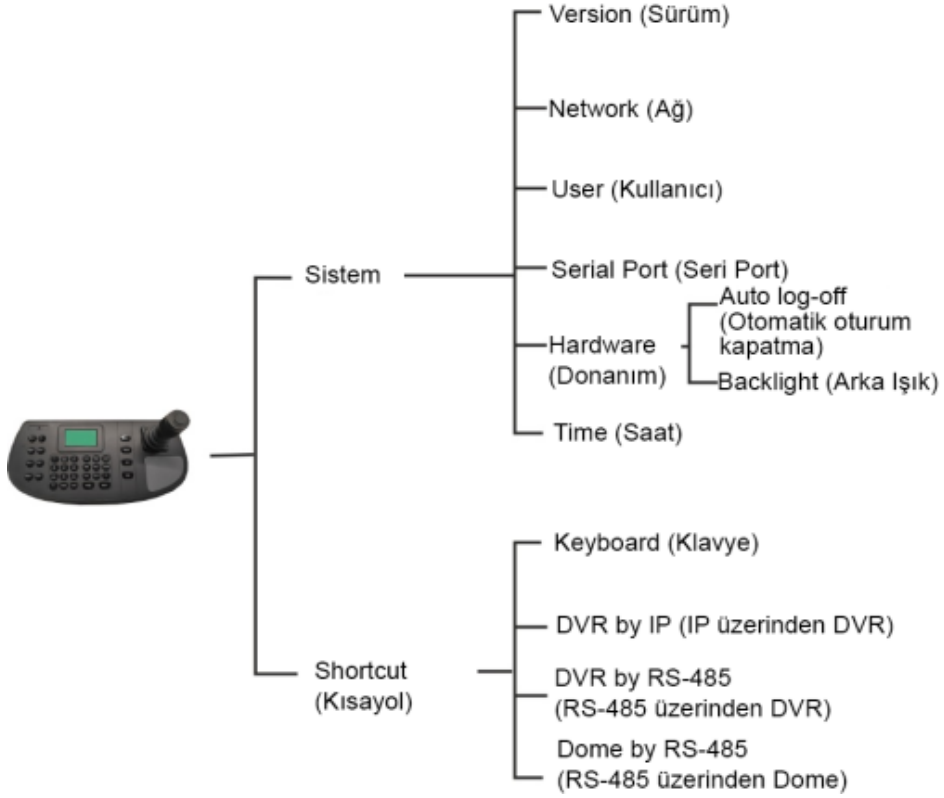 Version (Sürüm)
Network (Ağ)
User (Kullanıcı)
Sistem
Serial Port (Seri Port)
Auto log-off
(Otomatik oturum
kapatma)
Hardware
(Donanım)
Backlight (Arka Işık)
Time (Saat)
Keyboard (Klavye)
DVR by IP (IP üzerinden DVR)
Shortcut
(Kısayol)
DVR by RS-485
(RS-485 üzerinden DVR)
Dome by RS-485
(RS-485 üzerinden Dome)